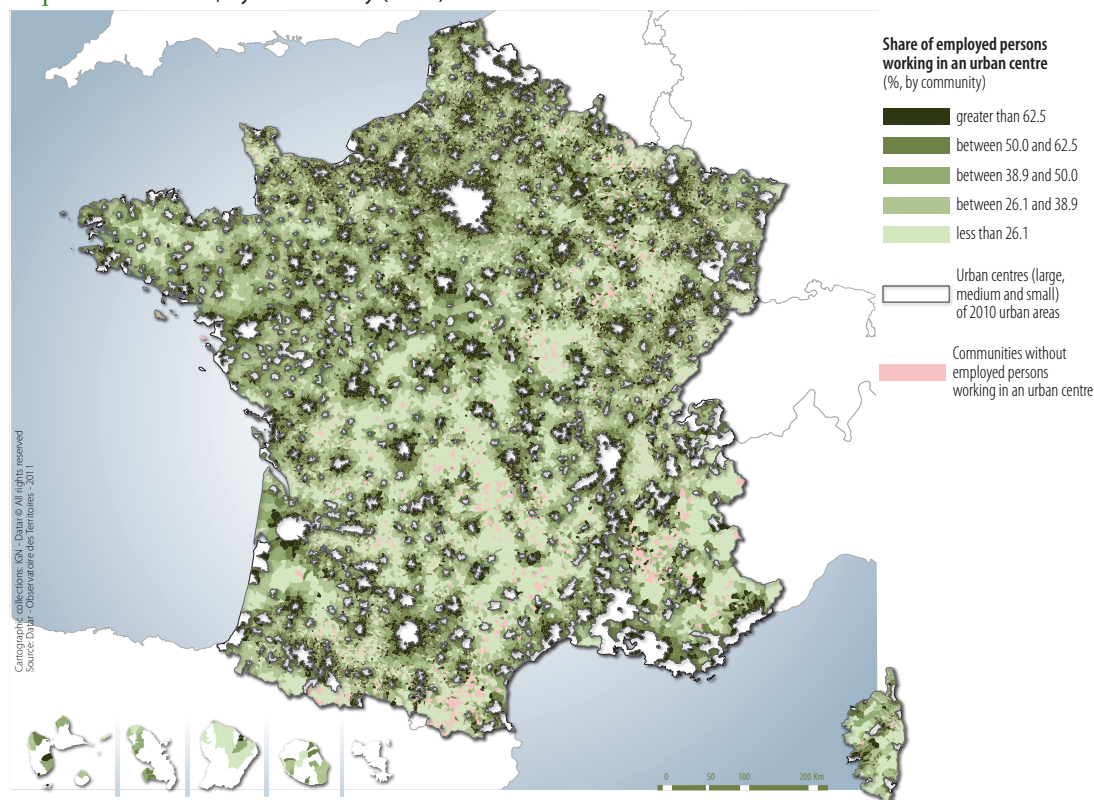 Share of employed persons
working in an urban centre
(%, by community)
greater than 62.5
between 50.0 and 62.5
between 38.9 and 50.0
between 26.1 and 38.9
less than 26.1
Urban centres (large,
medium and small)
of 2010 urban areas
Communities without
employed persons
working in an urban centre
Cartographic collections: IGN - Datar © All rights reserved
Source: Datar - Observatoire des Territoires - 2011
0 50 100 200 Km